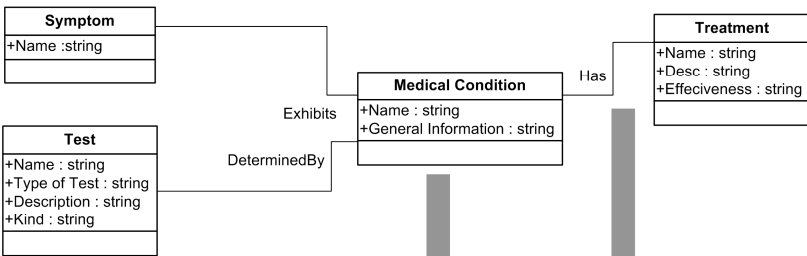 Symptom
+Name :string
Treatment
+Name : string
+Desc : string
+Effeciveness : string
Has
Medical Condition
+Name : string
+General Information : string
Exhibits
Test
+Name : string
+Type of Test : string
+Description : string
+Kind : string
DeterminedBy